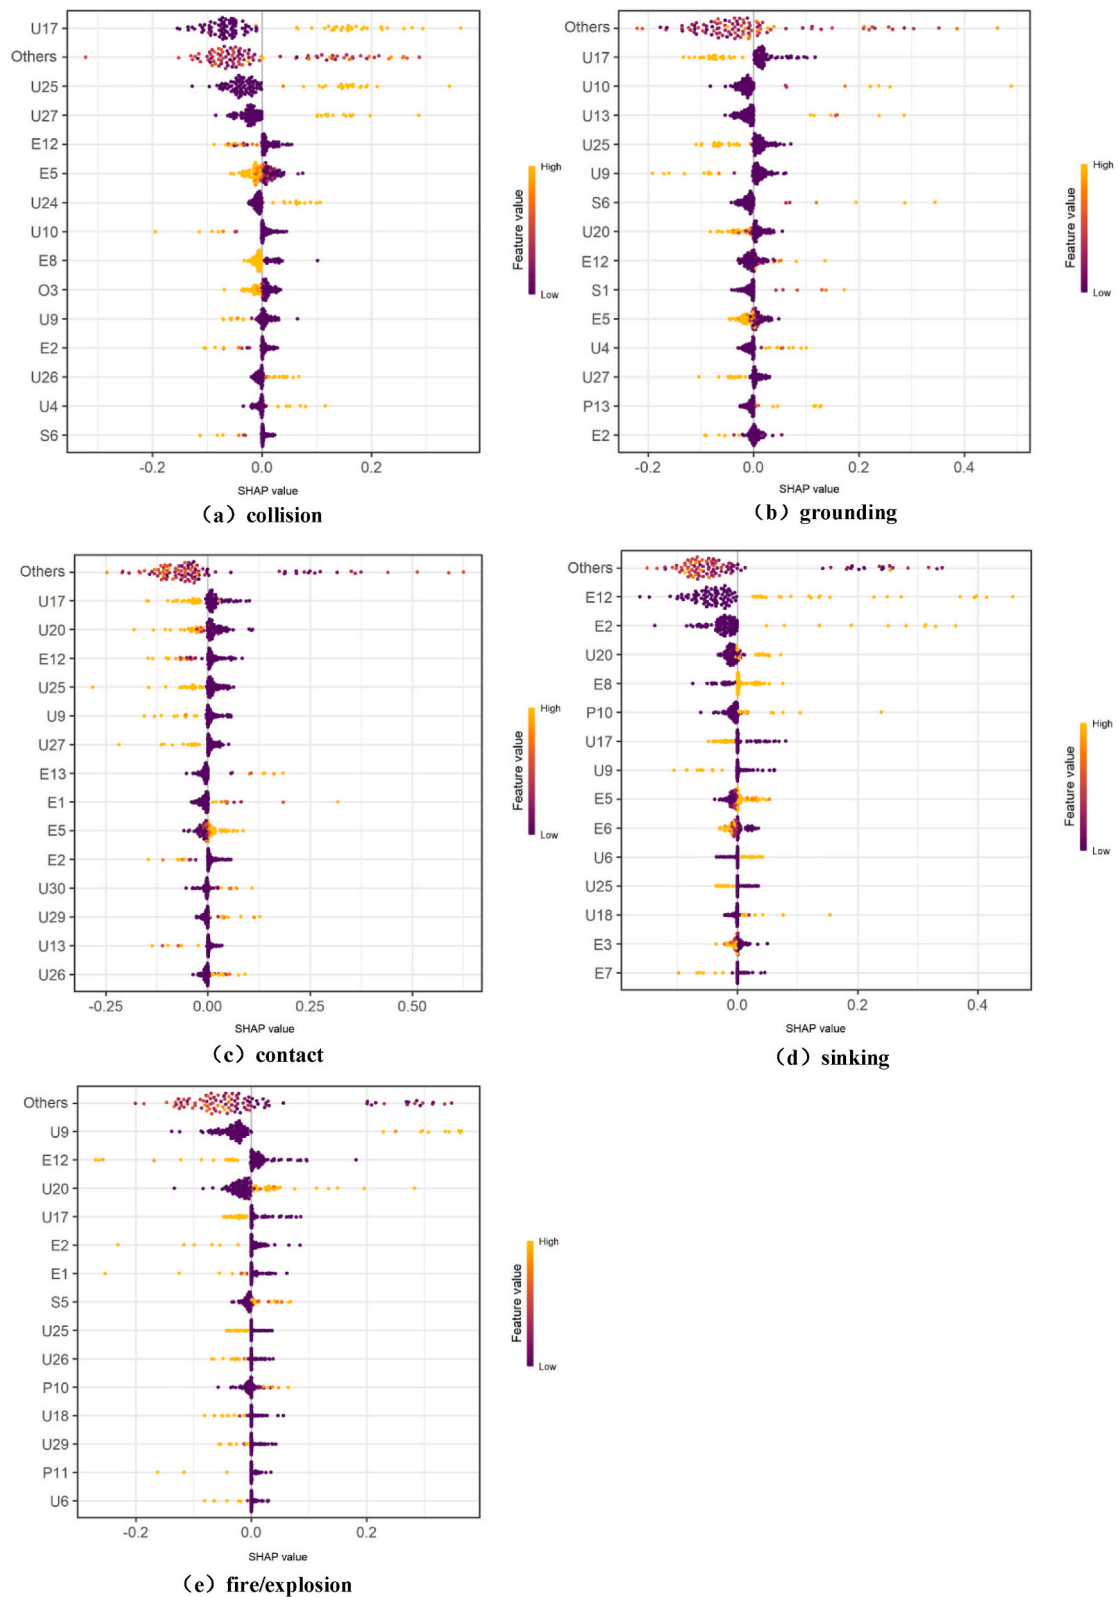 U17
Others
U25
U27
E12
E5
U24
U10
E8
O3
U9
E2
U26
U4
S6
-0.2 0.0 0.2
SHAP value
High
Feature value
Low
（a）collision
Others
U17
U10
U13
U25
U9
S6
U20
E12
S1
E5
U4
U27
P13
E2
-0.2 0.0 0.2 0.4
SHAP value
High
Feature value
Low
（b）grounding
Others
U17
U20
E12
U25
U9
U27
E13
E1
E5
E2
U30
U29
U13
U26
-0.25 0.00 0.25 0.50
SHAP value
High
Feature value
Low
（c）contact
Others
E12
E2
U20
E8
P10
U17
U9
E5
E6
U6
U25
U18
E3
E7
0.0 0.2 0.4
SHAP value
High
Feature value
Low
（d）sinking
Others
U9
E12
U20
U17
E2
E1
S5
U25
U26
P10
U18
U29
P11
U6
-0.2 0.0 0.2
SHAP value
High
Feature value
Low
（e）fire/explosion